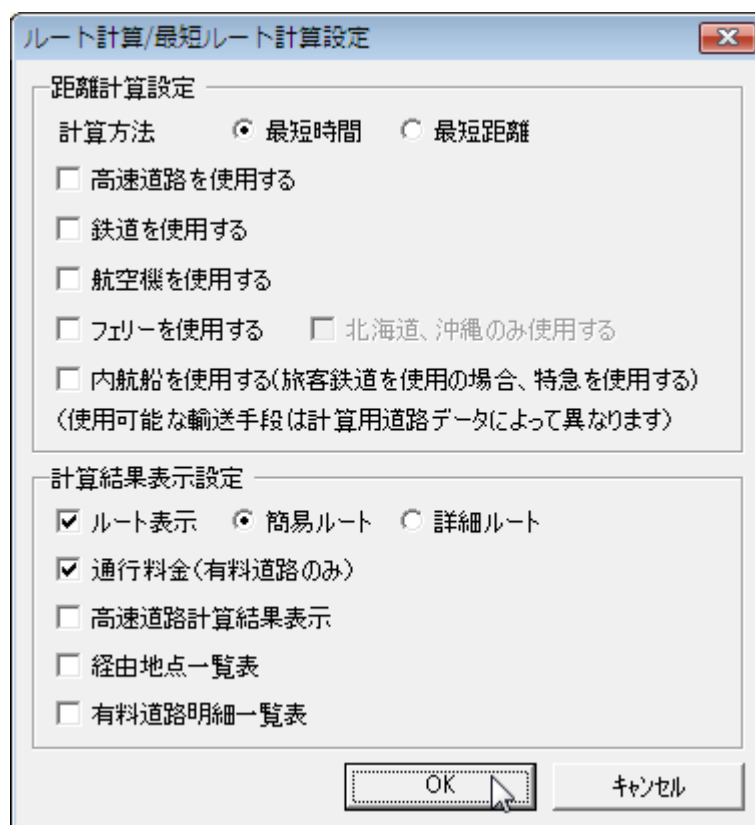 ルート計算/最短ルート計算設定
距離計算設定
計算方法 最短時間 最短距離
高速道路を使用する
鉄道を使用する
航空機を使用する
フェリーを使用する 北海道、沖縄のみ使用する
内航船を使用する(旅客鉄道を使用の場合、特急を使用する)
(使用可能な輸送手段は計算用道路データによって異なります)
計算結果表示設定
ルート表示 簡易ルート 詳細ルート
通行料金(有料道路のみ)
高速道路計算結果表示
経由地点一覧表
有料道路明細一覧表
OK キャンセル